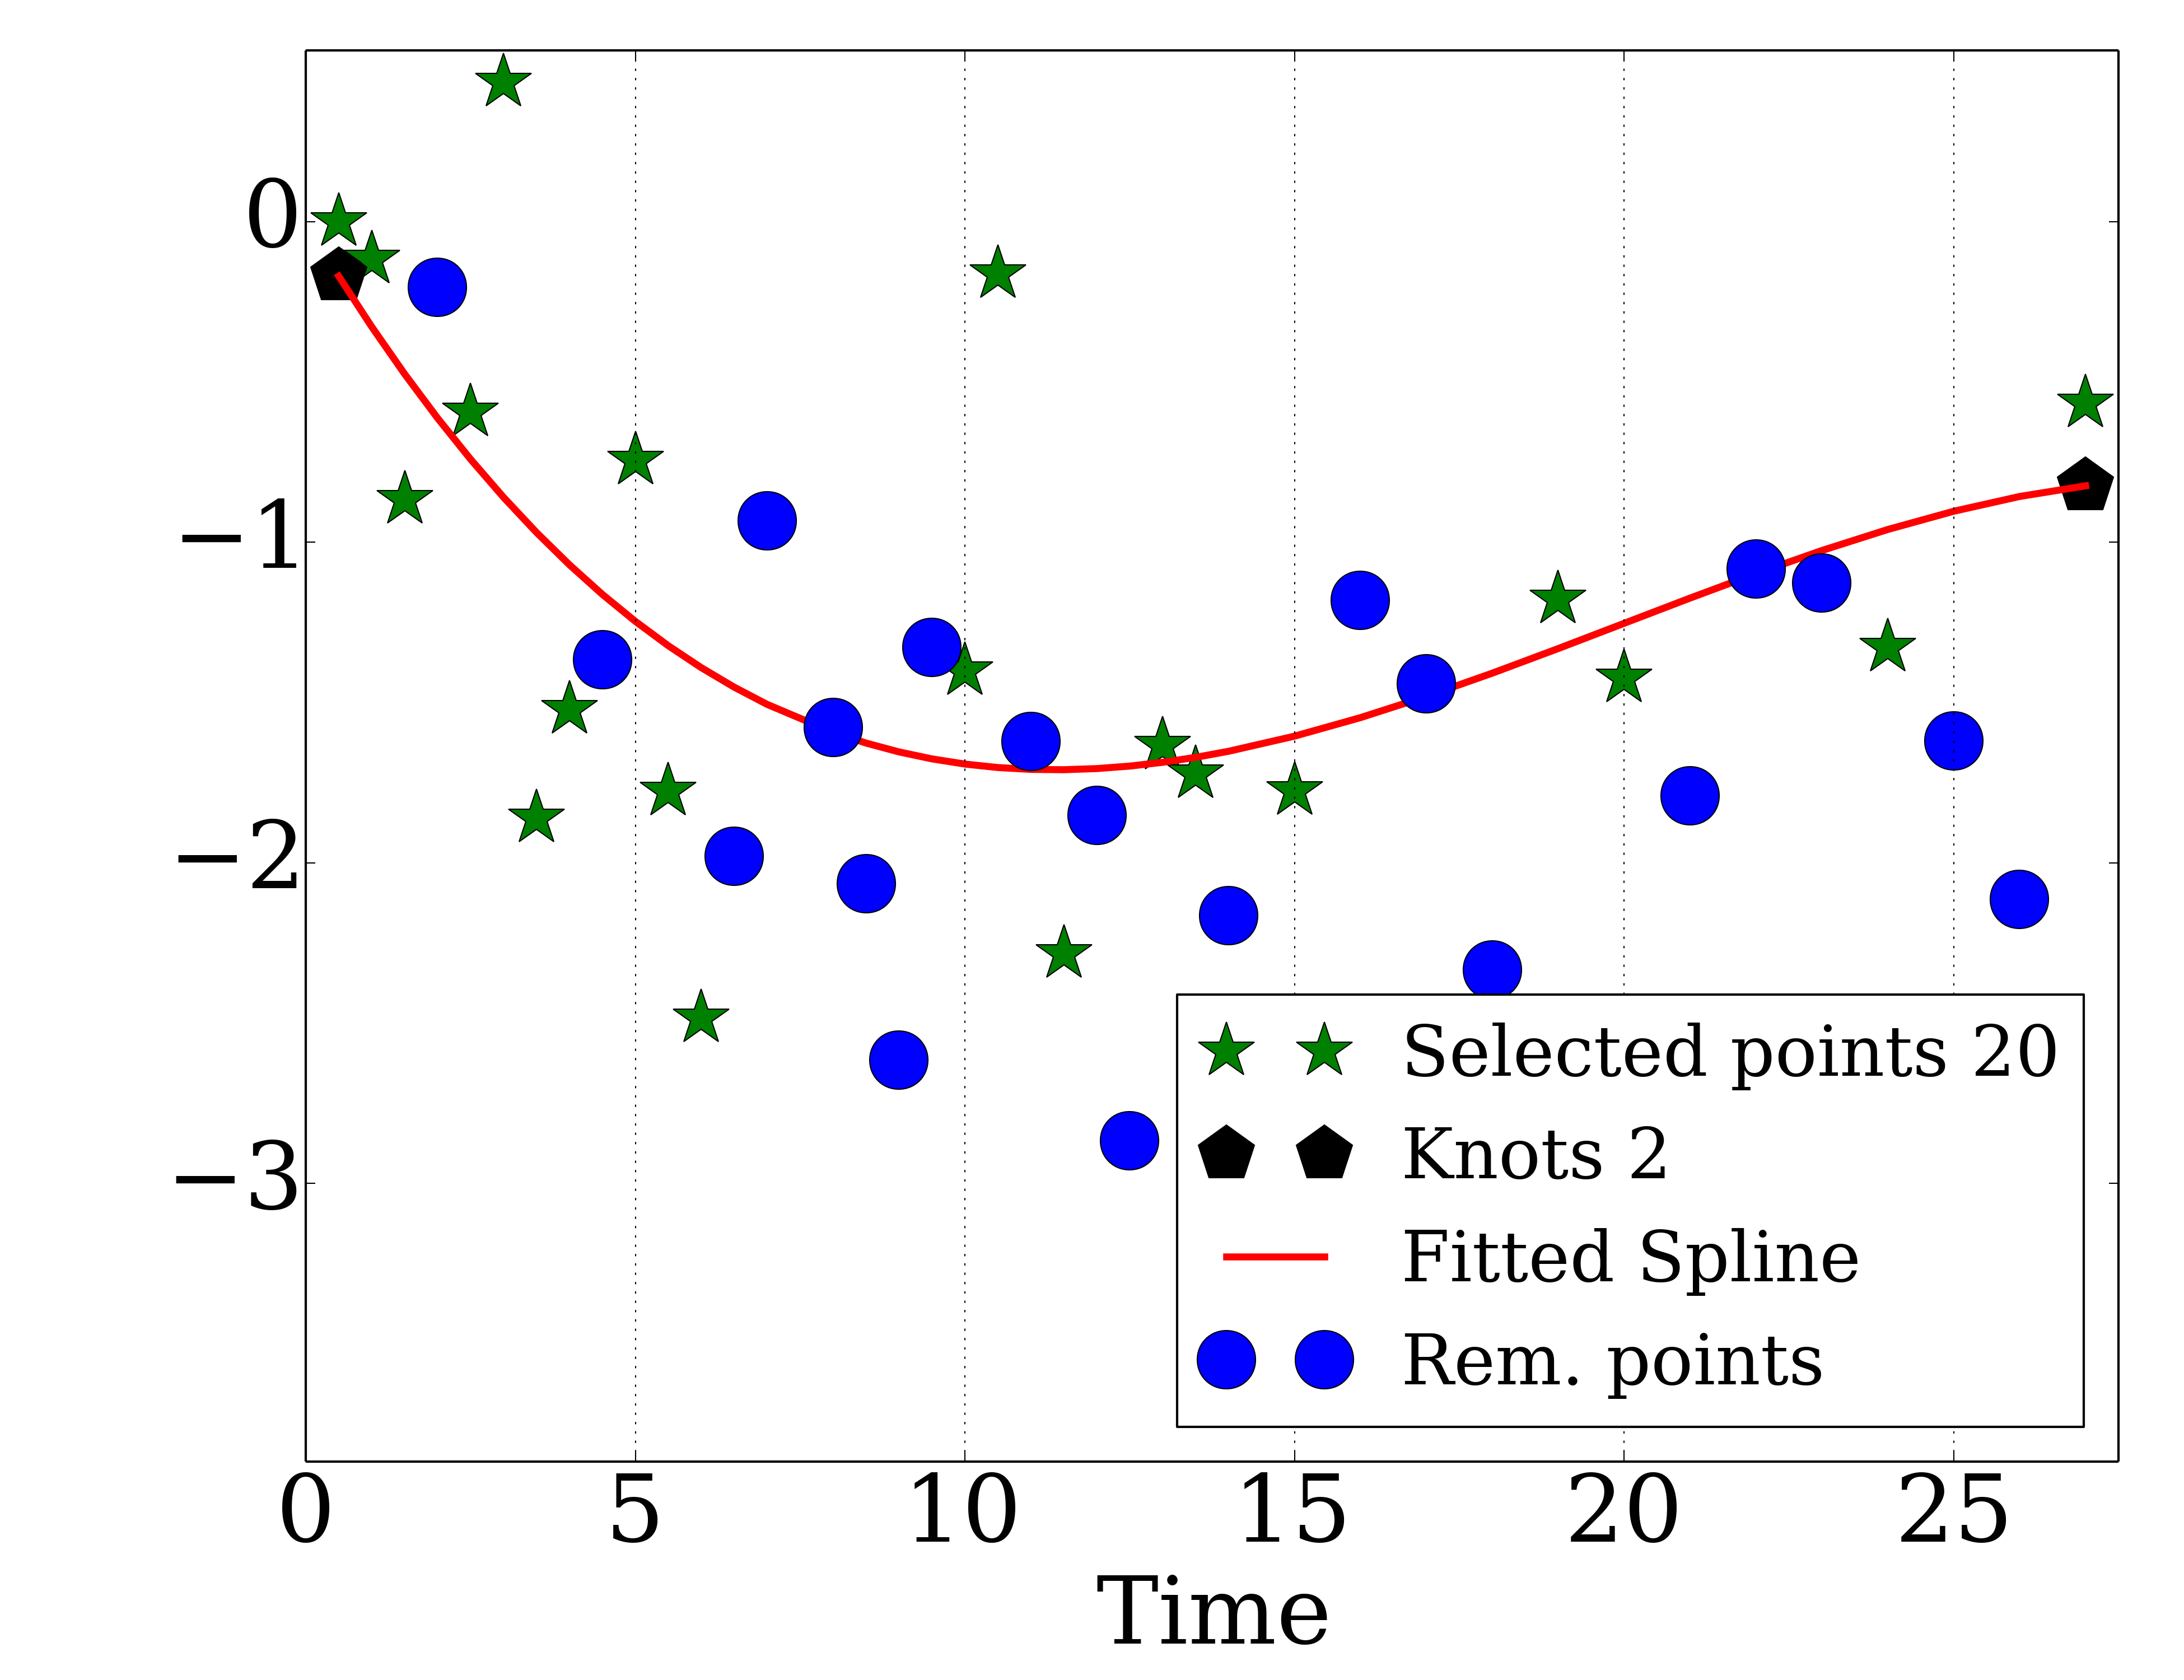 0
−1
−2
−3
Selected points 20
Knots 2
Fitted Spline
Rem. points
0 5 10 15 20 25
Time